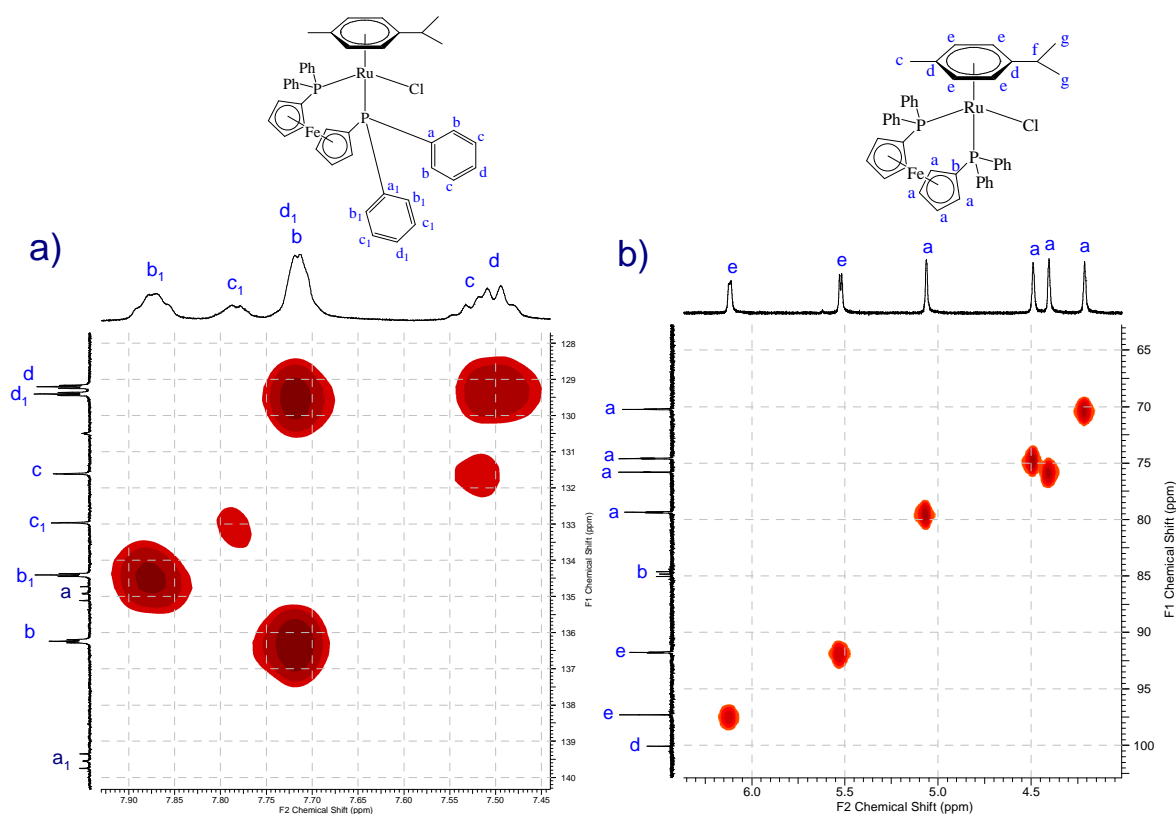 Ph
Ph
P
Ru
Cl
Fe
P
a
b
c
b
d
c
a1
b1
b1
c1
c1
d1
a)
b1
c1
d1
b
c
d
d
d1
c
c1
b1
a
b
a1
128
129
130
131
132
133
134
135
136
137
138
139
140
F1 Chemical Shift (ppm)
7.90 7.85 7.80 7.75 7.70 7.65 7.60 7.55 7.50 7.45
F2 Chemical Shift (ppm)
e e f g
c d d g
e e
Ru
Ph
Ph P Cl
P Ph
Ph
Fe a b
a a
a
b)
e e a a a a
a
a
a
a
b
e
e
d
65
70
75
80
85
90
95
100
F1 Chemical Shift (ppm)
6.0 5.5 5.0 4.5
F2 Chemical Shift (ppm)